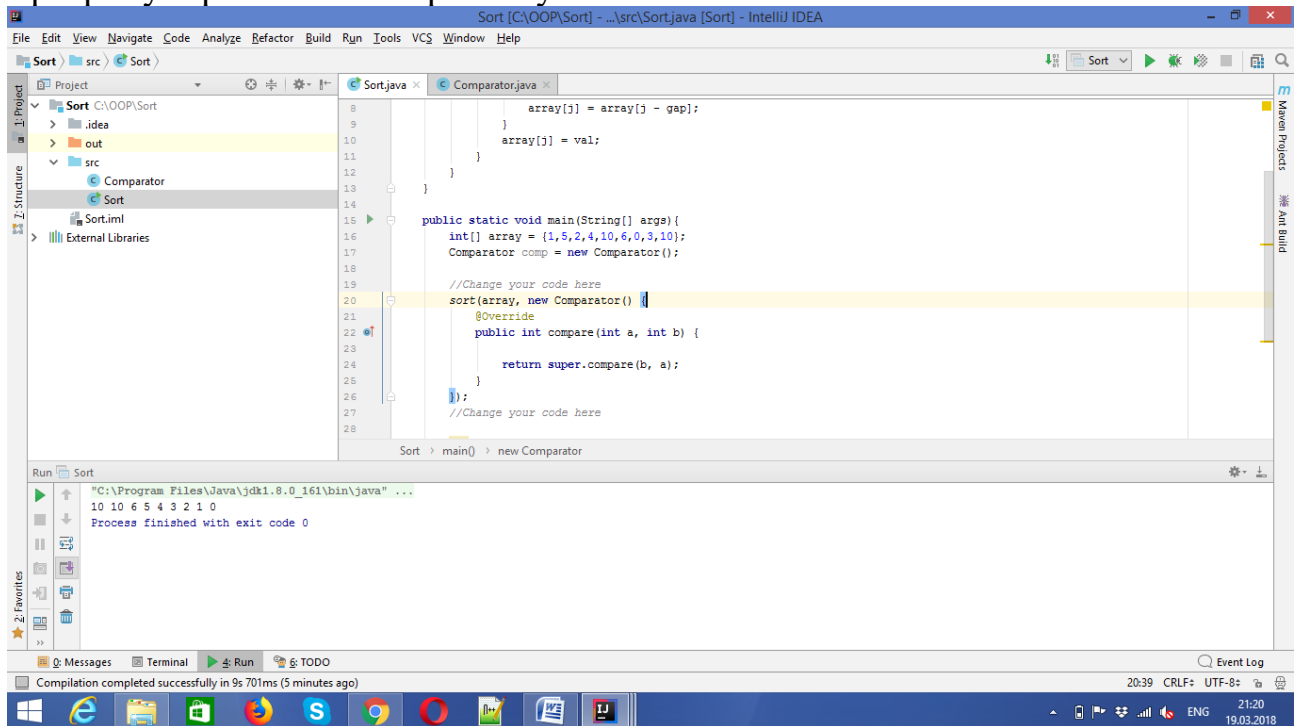 Sort [C:\OOP\Sort] - ...\src\Sort.java [Sort] - IntelliJ IDEA
File Edit View Navigate Code Analyze Refactor Build Run Tools VCS Window Help
Sort src Sort
Sort
Project
Sort.java
Comparator.java
1: Project
7: Structure
2: Favorites
Sort C:\OOP\Sort
.idea
out
src
Comparator
Sort
Sort.iml
External Libraries
8 array[j] = array[j - gap];
9 }
10 array[j] = val;
11 }
12 }
13 }
14
15 public static void main(String[] args){
16 int[] array = {1,5,2,4,10,6,0,3,10};
17 Comparator comp = new Comparator();
18
19 //Change your code here
20 sort(array, new Comparator() {
21 @Override
22 public int compare(int a, int b) {
23
24 return super.compare(b, a);
25 }
26 });
27 //Change your code here
28
Sort > main() > new Comparator
m Maven Projects
Ant Build
Run Sort
"C:\Program Files\Java\jdk1.8.0_161\bin\java" ...
10 10 6 5 4 3 2 1 0
Process finished with exit code 0
0: Messages Terminal 4: Run 6: TODO Event Log
Compilation completed successfully in 9s 701ms (5 minutes ago) 20:39 CRLF UTF-8
ENG 21:20
19.03.2018